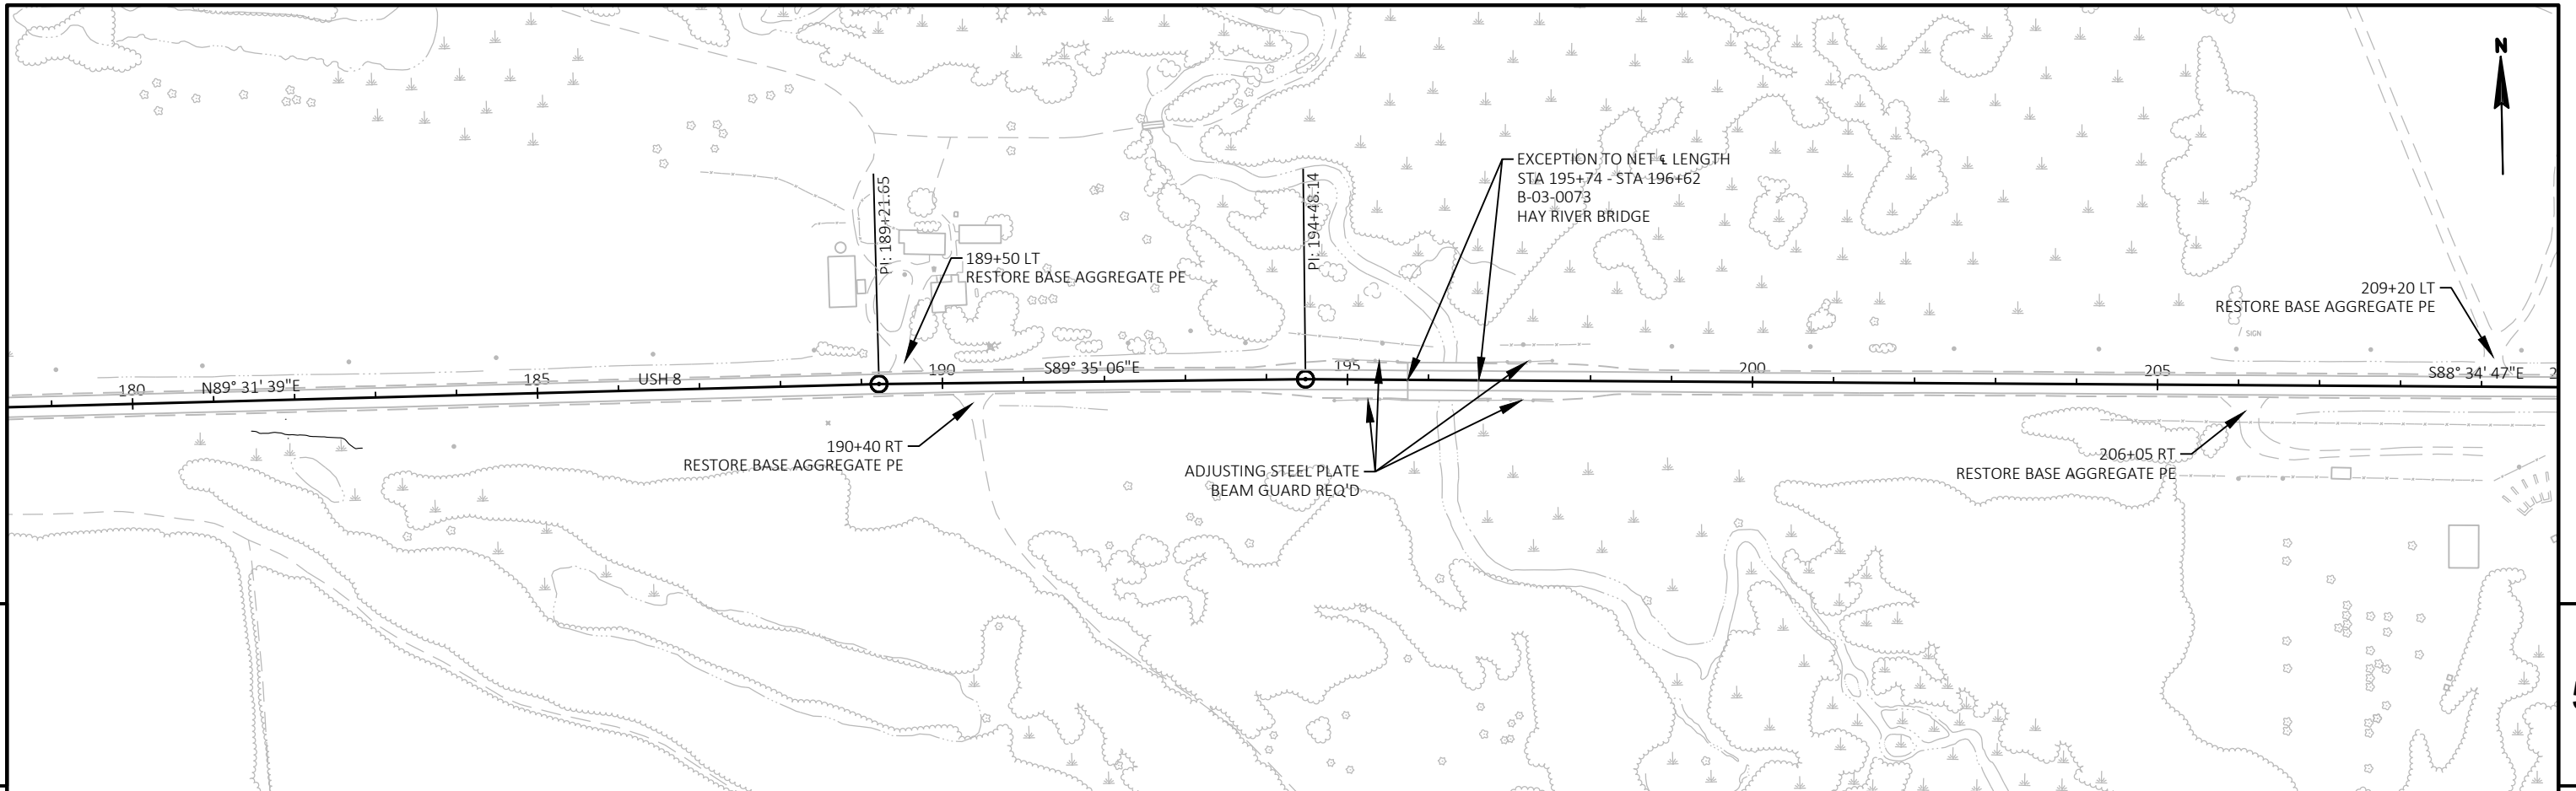 N
EXCEPTION TO NET ℄ LENGTH
STA 195+74 - STA 196+62
B-03-0073
HAY RIVER BRIDGE
PI: 189+21.65
PI: 194+48.14
189+50 LT
RESTORE BASE AGGREGATE PE
209+20 LT
RESTORE BASE AGGREGATE PE
SIGN
180
N89° 31' 39"E
185
USH 8
190
S89° 35' 06"E
195
200
205
S88° 34' 47"E
190+40 RT
RESTORE BASE AGGREGATE PE
ADJUSTING STEEL PLATE
BEAM GUARD REQ'D
206+05 RT
RESTORE BASE AGGREGATE PE